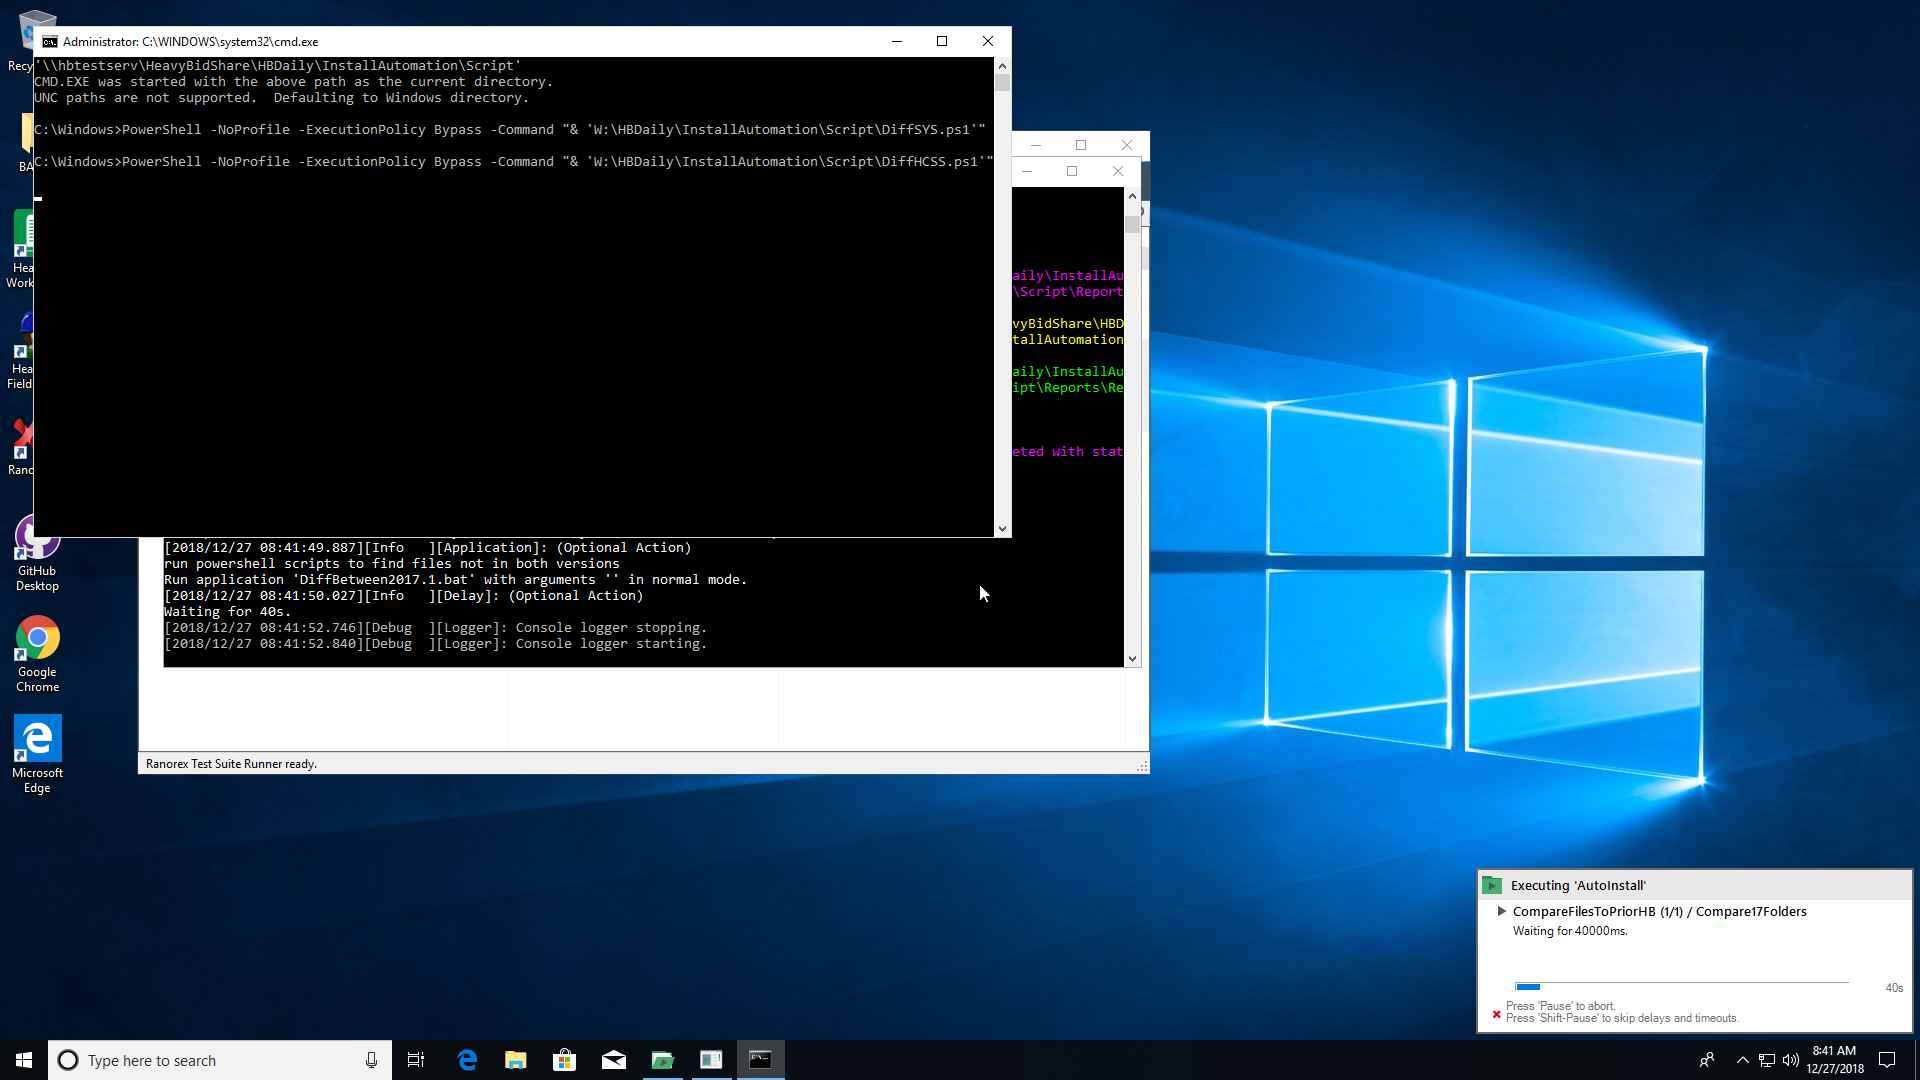 Administrator: C:\WINDOWS\system32\cmd.exe
'\\hbtestserv\HeavyBidShare\HBDaily\InstallAutomation\Script'
CMD.EXE was started with the above path as the current directory.
UNC paths are not supported.  Defaulting to Windows directory.
C:\Windows>PowerShell -NoProfile -ExecutionPolicy Bypass -Command "& 'W:\HBDaily\InstallAutomation\Script\DiffSYS.ps1'"
C:\Windows>PowerShell -NoProfile -ExecutionPolicy Bypass -Command "& 'W:\HBDaily\InstallAutomation\Script\DiffHCSS.ps1'"
aily\InstallAu
\Script\Report
vyBidShare\HBD
tallAutomation
aily\InstallAu
ipt\Reports\Re
eted with stat
[2018/12/27 08:41:49.887][Info   ][Application]: (Optional Action)
run powershell scripts to find files not in both versions
Run application 'DiffBetween2017.1.bat' with arguments '' in normal mode.
[2018/12/27 08:41:50.027][Info   ][Delay]: (Optional Action)
Waiting for 40s.
[2018/12/27 08:41:52.746][Debug  ][Logger]: Console logger stopping.
[2018/12/27 08:41:52.840][Debug  ][Logger]: Console logger starting.
Ranorex Test Suite Runner ready.
Recy
BA
Hea
Work
Hea
Field
Rano
GitHub
Desktop
Google
Chrome
Microsoft
Edge
Executing 'AutoInstall'
CompareFilesToPriorHB (1/1) / Compare17Folders
Waiting for 40000ms.
40s
Press 'Pause' to abort.
Press 'Shift-Pause' to skip delays and timeouts.
Type here to search
8:41 AM
12/27/2018